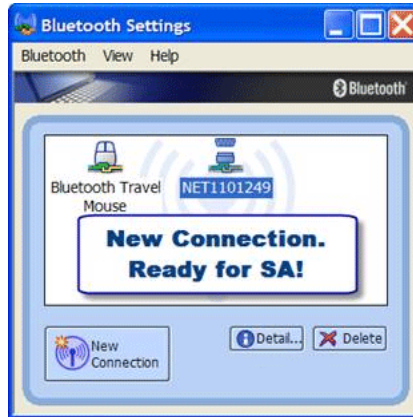 Bluetooth Settings
Bluetooth View Help
Bluetooth
Bluetooth Travel
Mouse
NET1101249
New Connection.
Ready for SA!
New
Connection
Detail...
Delete